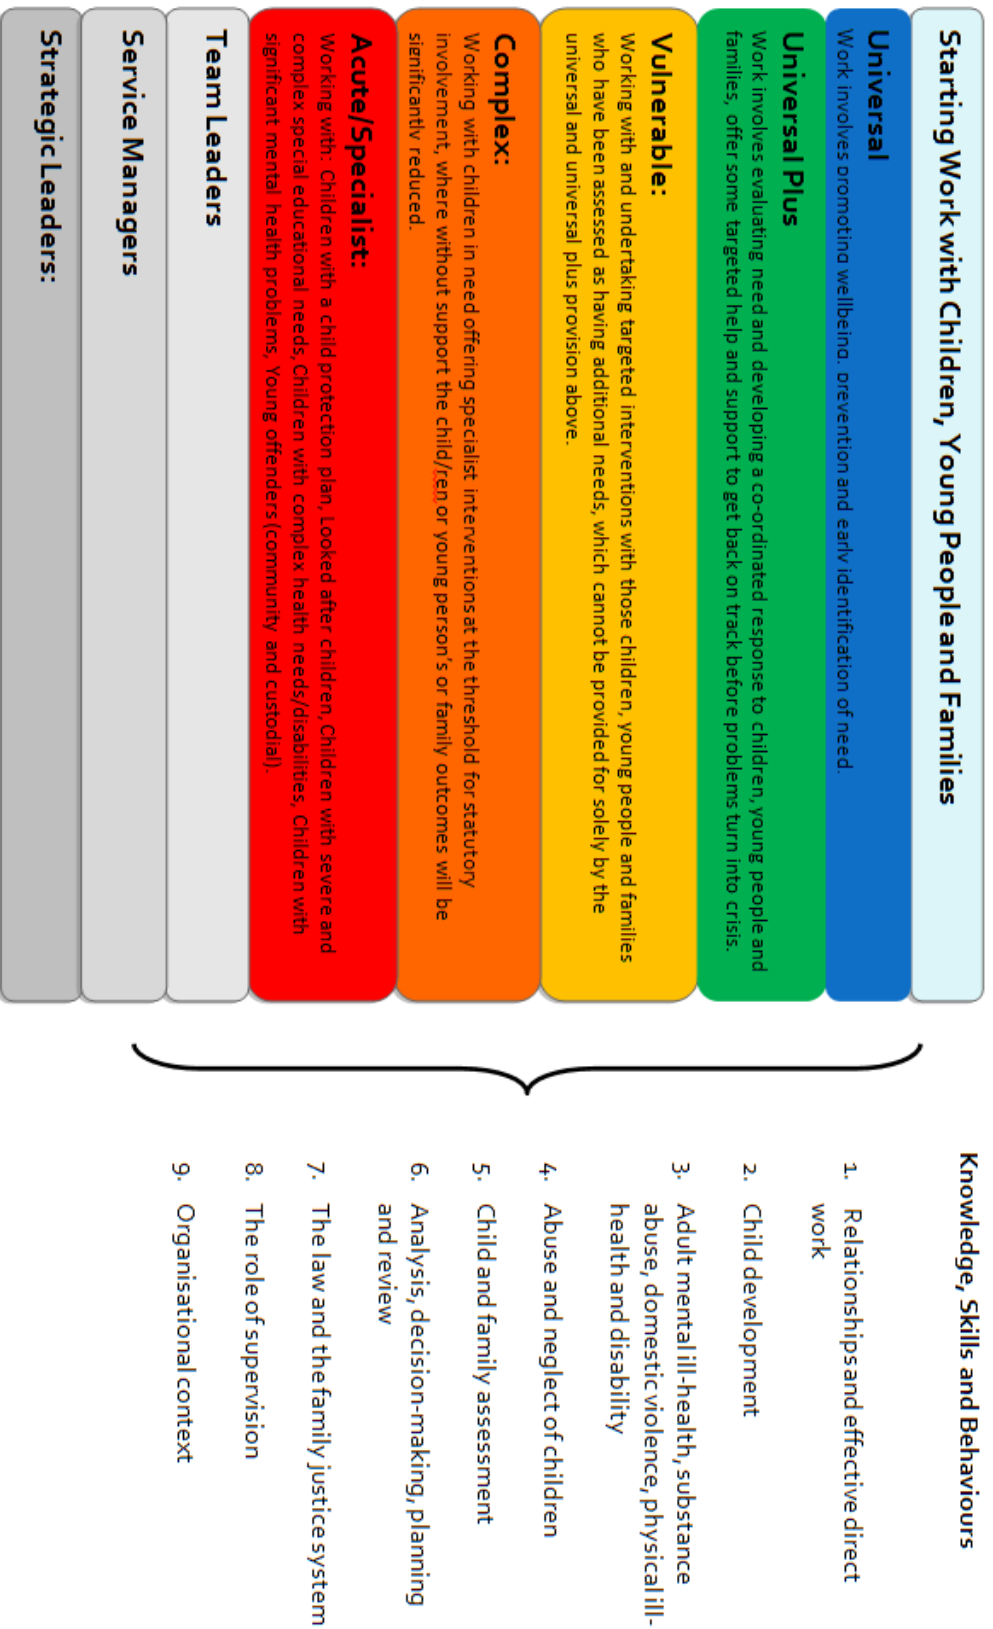 Starting Work with Children, Young People and Families
Universal
Work involves promoting wellbeing, prevention and early identification of need.
Universal Plus
Work involves evaluating need and developing a co-ordinated response to children, young people and
families, offer some targeted help and support to get back on track before problems turn into crisis.
Vulnerable:
Working with and undertaking targeted interventions with those children, young people and families
who have been assessed as having additional needs, which cannot be provided for solely by the
universal and universal plus provision above.
Complex:
Working with children in need offering specialist interventions at the threshold for statutory
involvement, where without support the child/ren or young person's or family outcomes will be
significantly reduced.
Acute/Specialist:
Working with: Children with a child protection plan, Looked after children, Children with severe and
complex special educational needs, Children with complex health needs/disabilities, Children with
significant mental health problems, Young offenders (community and custodial).
Team Leaders
Service Managers
Strategic Leaders:
Knowledge, Skills and Behaviours
1. Relationships and effective direct
work
2. Child development
3. Adult mental ill-health, substance
abuse, domestic violence, physical ill-
health and disability
4. Abuse and neglect of children
5. Child and family assessment
6. Analysis, decision-making, planning
and review
7. The law and the family justice system
8. The role of supervision
9. Organisational context